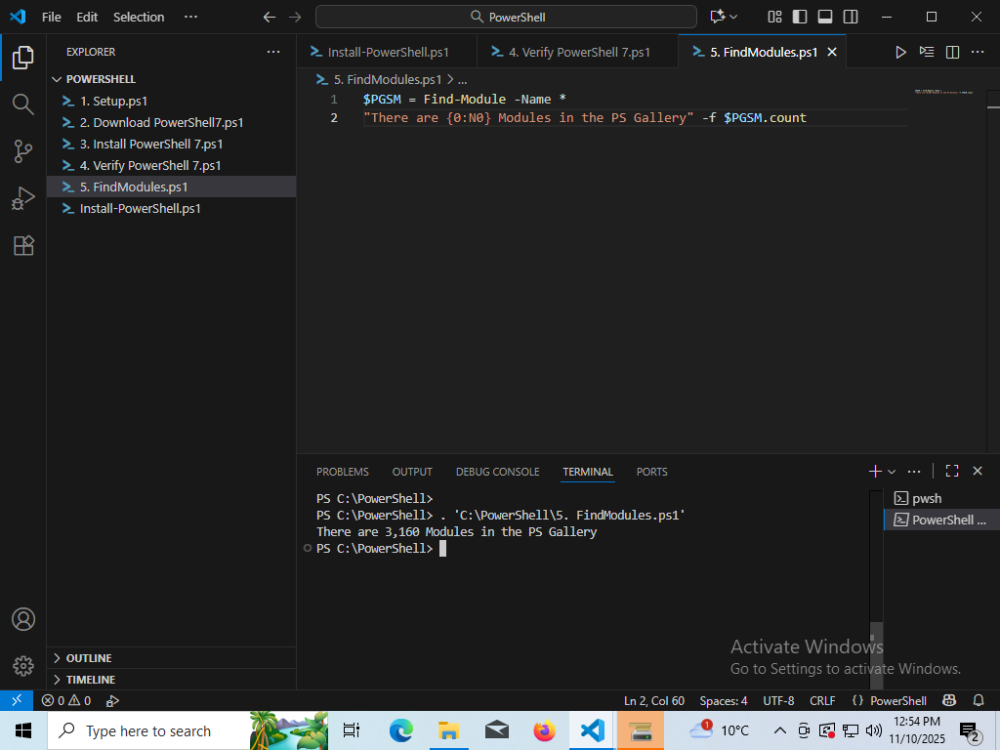 File Edit Selection ··· PowerShell
EXPLORER ···
POWERSHELL
1. Setup.ps1
2. Download PowerShell7.ps1
3. Install PowerShell 7.ps1
4. Verify PowerShell 7.ps1
5. FindModules.ps1
Install-PowerShell.ps1
OUTLINE
TIMELINE
Install-PowerShell.ps1 4. Verify PowerShell 7.ps1 5. FindModules.ps1
5. FindModules.ps1 > ...
1 $PGSM = Find-Module -Name *
2 "There are {0:N0} Modules in the PS Gallery" -f $PGSM.count
PROBLEMS OUTPUT DEBUG CONSOLE TERMINAL PORTS
PS C:\PowerShell>
PS C:\PowerShell> . 'C:\PowerShell\5. FindModules.ps1'
There are 3,160 Modules in the PS Gallery
PS C:\PowerShell>
pwsh
PowerShell ...
Activate Windows
Go to Settings to activate Windows.
0 0 Ln 2, Col 60 Spaces: 4 UTF-8 CRLF {} PowerShell
Type here to search 1 10°C 12:54 PM
11/10/2025 2